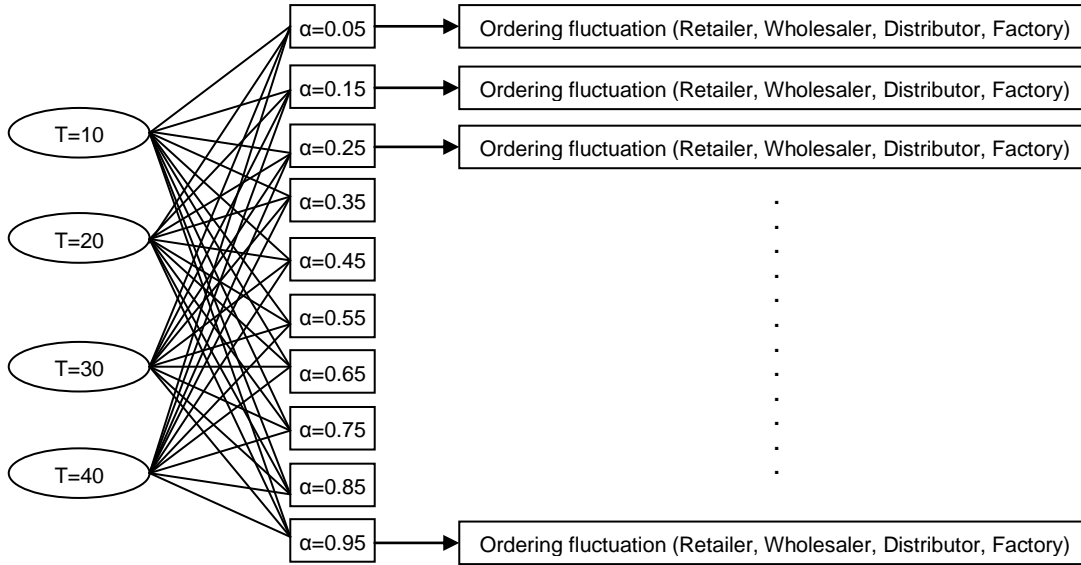 α=0.05
Ordering fluctuation (Retailer, Wholesaler, Distributor, Factory)
α=0.15
Ordering fluctuation (Retailer, Wholesaler, Distributor, Factory)
T=10
α=0.25
Ordering fluctuation (Retailer, Wholesaler, Distributor, Factory)
α=0.35
T=20
α=0.45
α=0.55
T=30
α=0.65
α=0.75
T=40
α=0.85
α=0.95
Ordering fluctuation (Retailer, Wholesaler, Distributor, Factory)